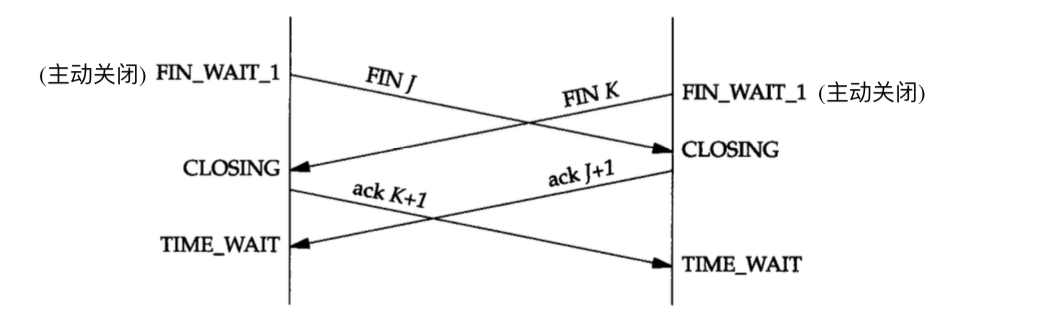 (主动关闭) FIN_WAIT_1
FIN J
FIN K
FIN_WAIT_1 (主动关闭)
CLOSING
CLOSING
ack K+1
ack J+1
TIME_WAIT
TIME_WAIT